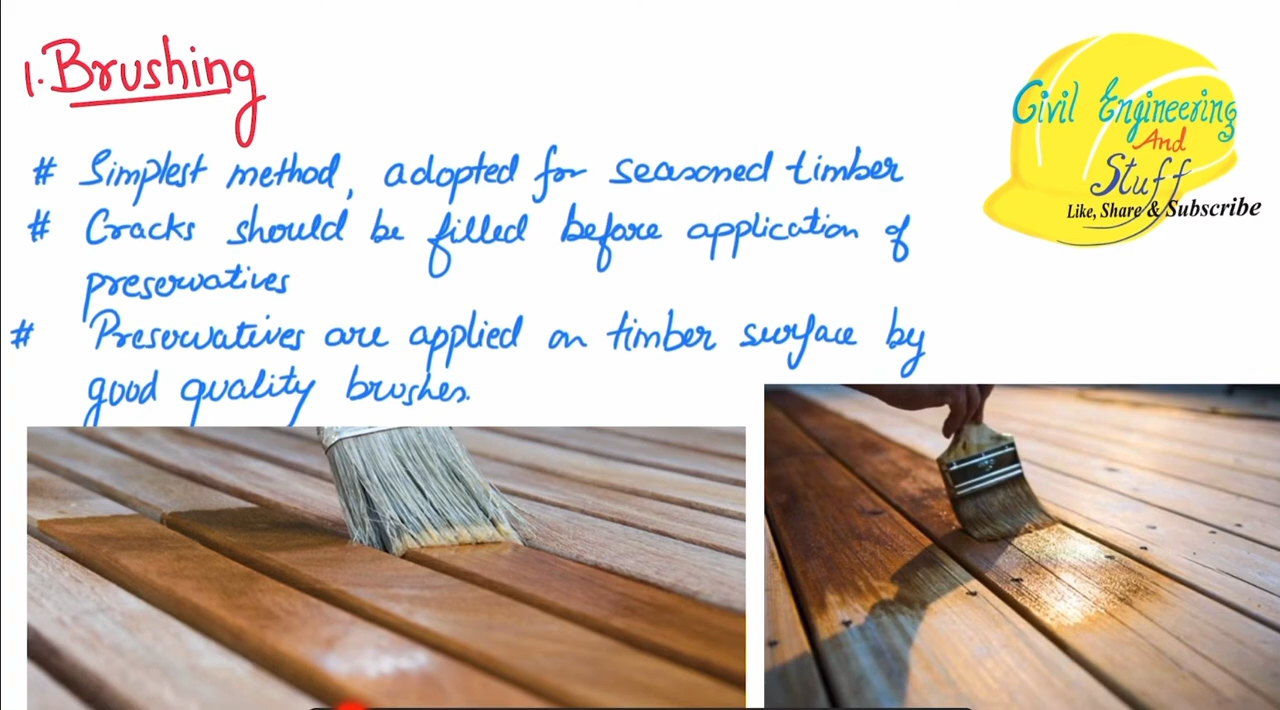 1. Brushing
# Simplest method, adopted for seasoned timber
# Cracks should be filled before application of
preservatives
# Preservatives are applied on timber surface by
good quality brushes.
Civil Engineering
And
Stuff
Like, Share & Subscribe